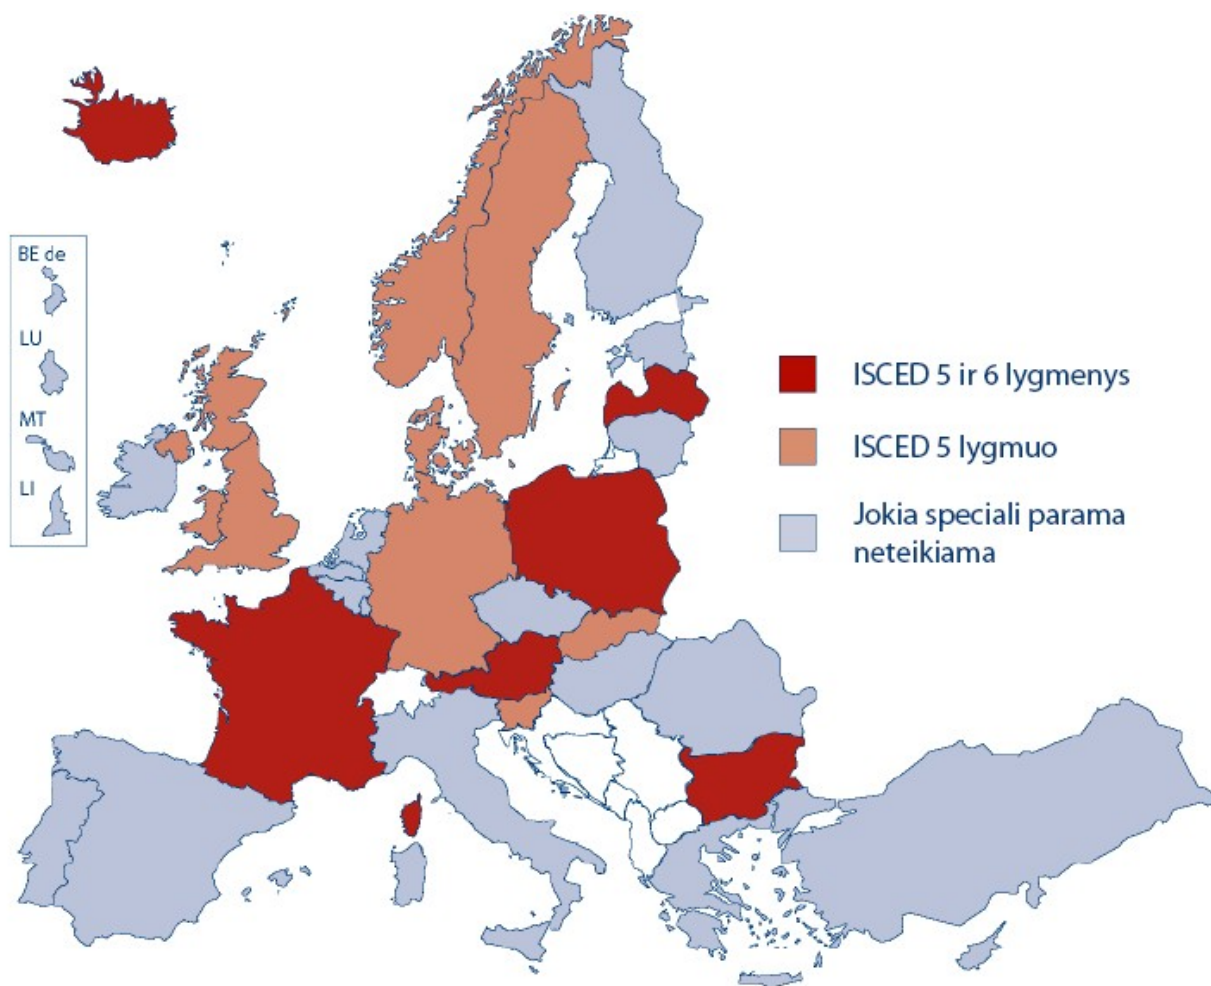 BE de
LU
MT
LI
ISCED 5 ir 6 lygmenys
ISCED 5 lygmuo
Jokia speciali parama
neteikiama